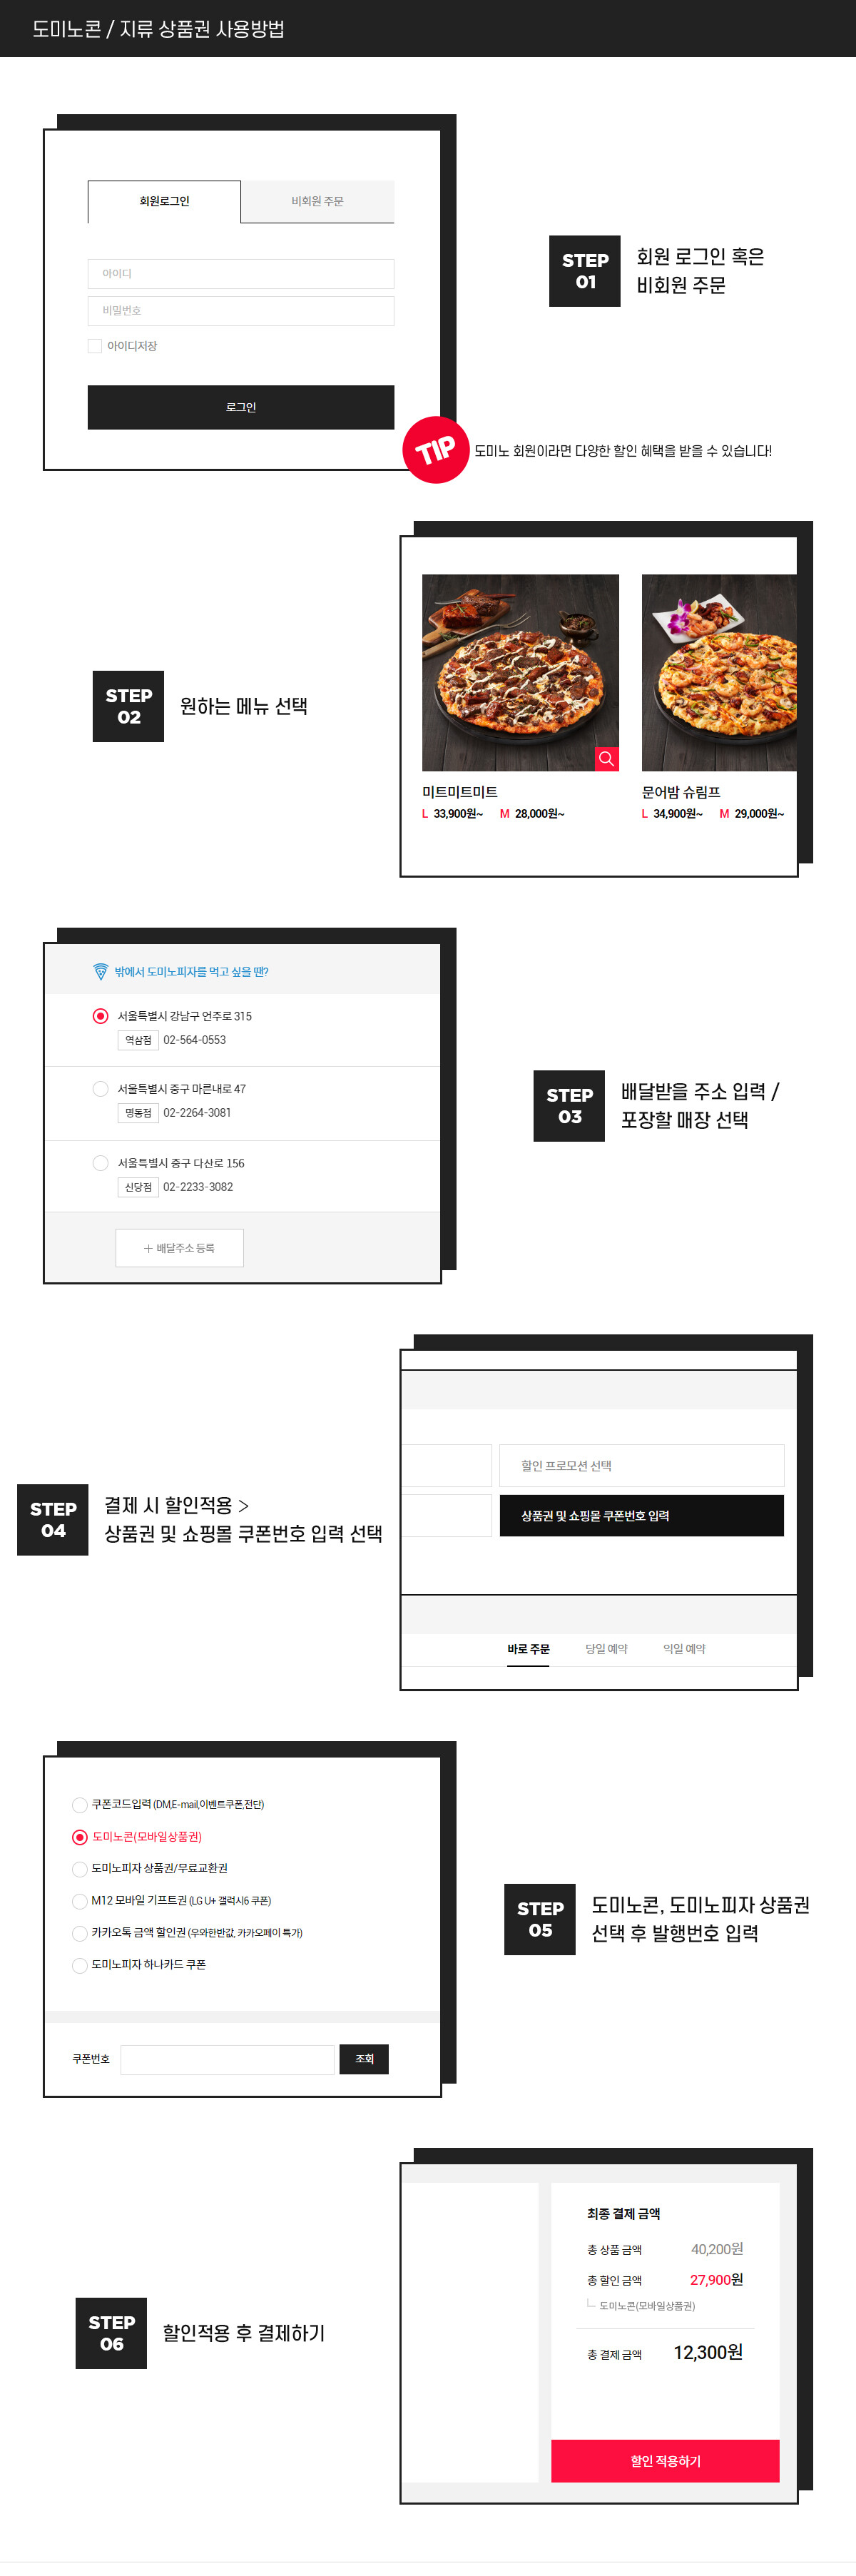 도미노콘 / 지류 상품권 사용방법
회원로그인
비회원 주문
아이디
비밀번호
아이디저장
로그인
STEP
01
회원 로그인 혹은
비회원 주문
TIP
도미노 회원이라면 다양한 할인 혜택을 받을 수 있습니다!
STEP
02
원하는 메뉴 선택
미트미트미트
L 33,900원~ M 28,000원~
문어밤 슈림프
L 34,900원~ M 29,000원~
밖에서 도미노피자를 먹고 싶을 땐?
서울특별시 강남구 언주로 315
역삼점 02-564-0553
서울특별시 중구 마른내로 47
명동점 02-2264-3081
서울특별시 중구 다산로 156
신당점 02-2233-3082
+ 배달주소 등록
STEP
03
배달받을 주소 입력 /
포장할 매장 선택
STEP
04
결제 시 할인적용 >
상품권 및 쇼핑몰 쿠폰번호 입력 선택
할인 프로모션 선택
상품권 및 쇼핑몰 쿠폰번호 입력
바로 주문 당일 예약 익일 예약
쿠폰코드입력 (DM,E-mail,이벤트쿠폰,전단)
도미노콘(모바일상품권)
도미노피자 상품권/무료교환권
M12 모바일 기프트권 (LG U+ 갤럭시6 쿠폰)
카카오톡 금액 할인권 (우와한반값, 카카오페이 특가)
도미노피자 하나카드 쿠폰
쿠폰번호
조회
STEP
05
도미노콘, 도미노피자 상품권
선택 후 발행번호 입력
STEP
06
할인적용 후 결제하기
최종 결제 금액
총 상품 금액 40,200원
총 할인 금액 27,900원
도미노콘(모바일상품권)
총 결제 금액 12,300원
할인 적용하기